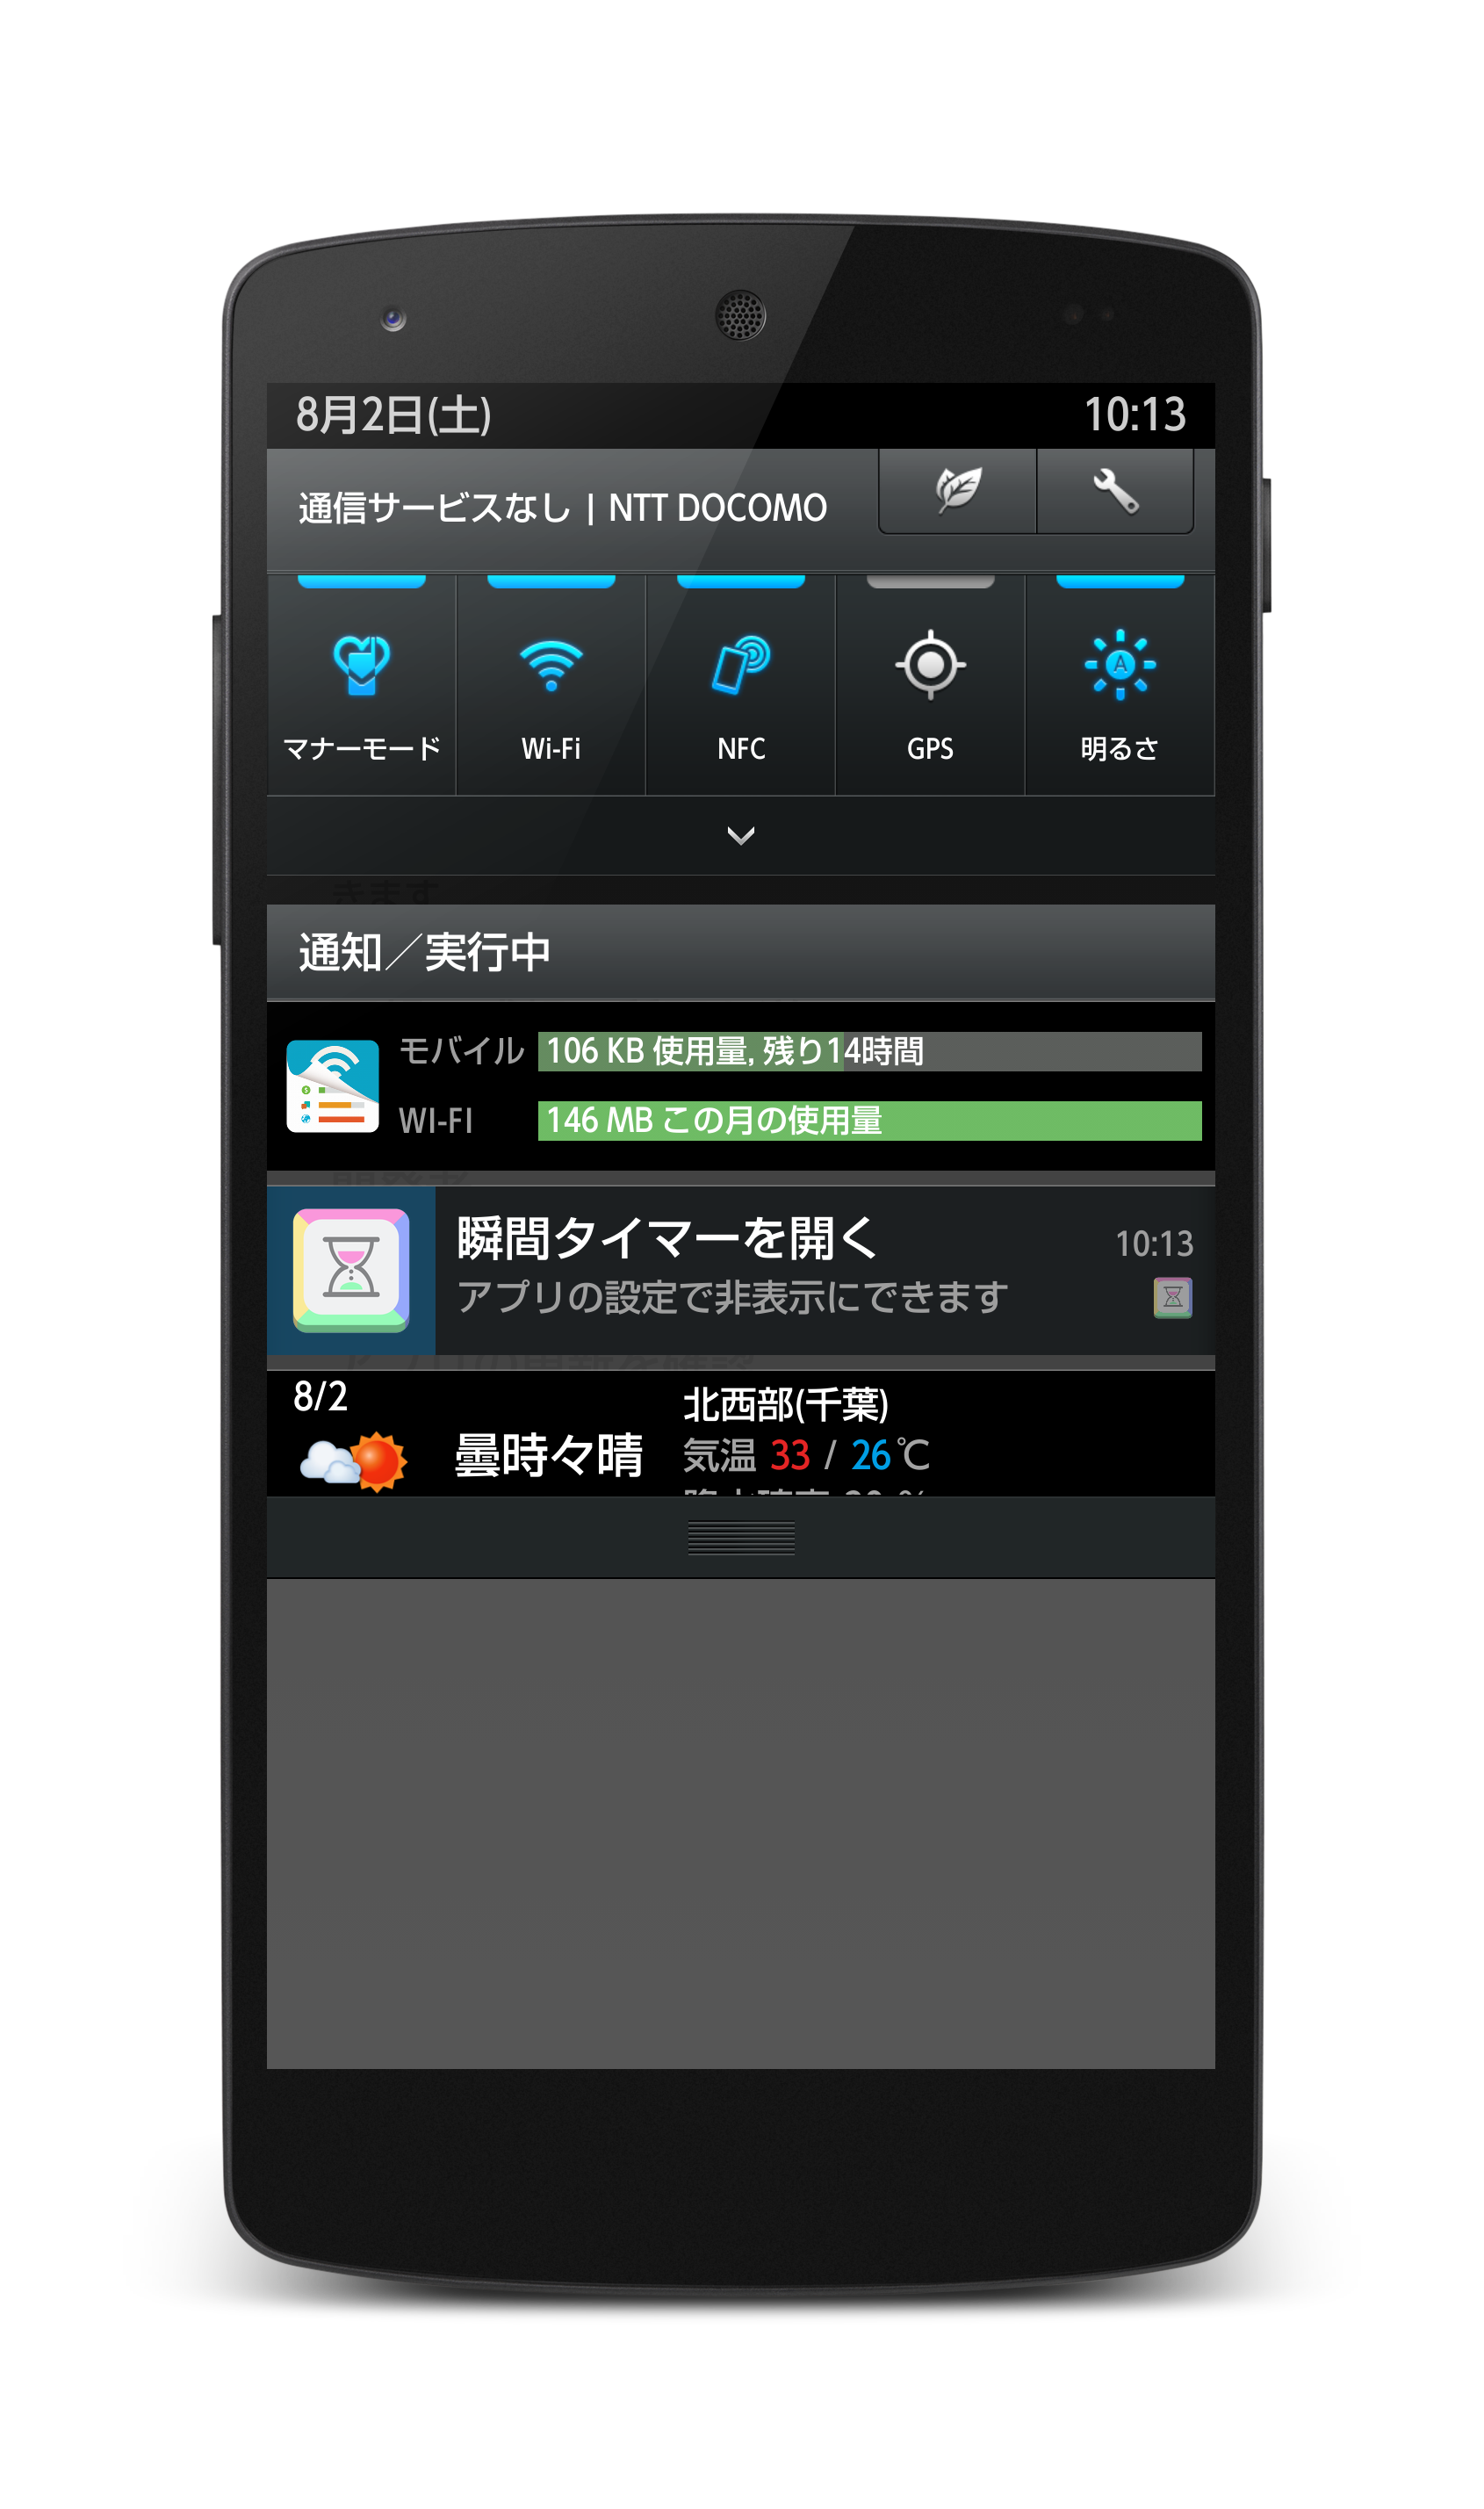 8月2日(土) 10:13
通信サービスなし | NTT DOCOMO
マナーモード Wi-Fi NFC GPS 明るさ
きます
通知／実行中
モバイル 106 KB 使用量, 残り14時間
WI-FI 146 MB この月の使用量
瞬間タイマーを開く 10:13
アプリの設定で非表示にできます
8/2 北西部(千葉)
曇時々晴 気温 33 / 26 ℃